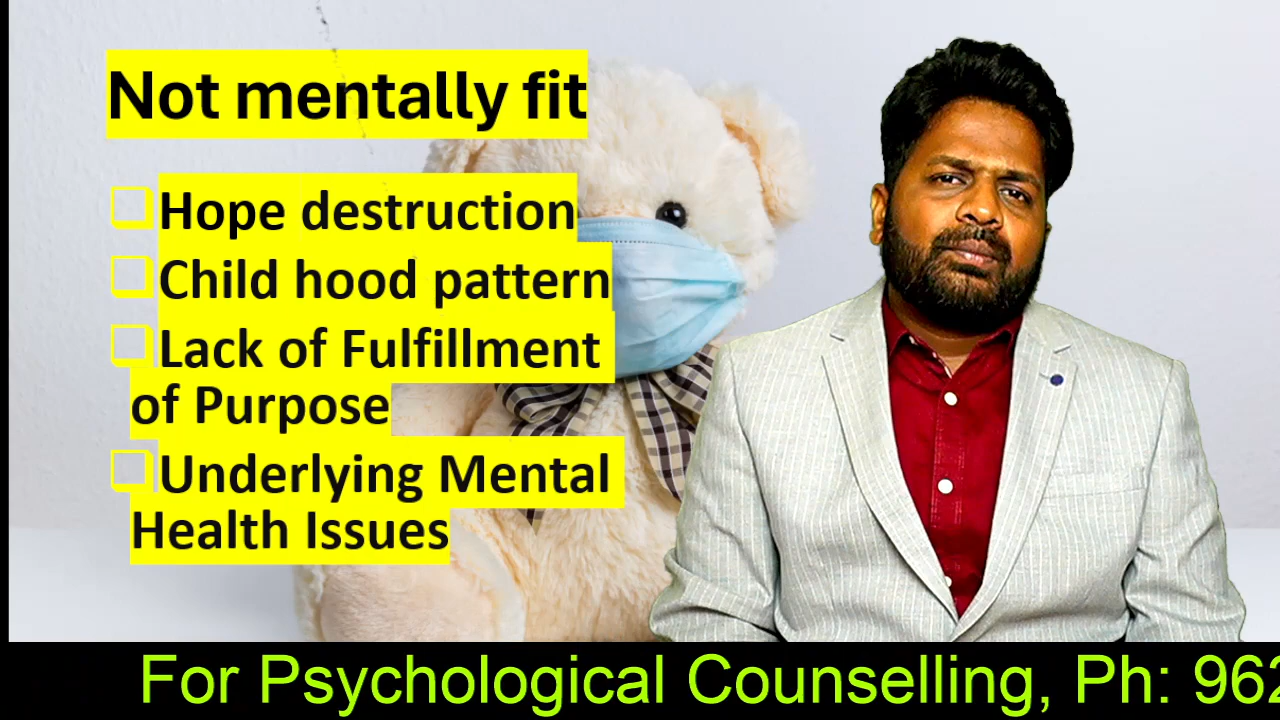 Not mentally fit
Hope destruction
Child hood pattern
Lack of Fulfillment
of Purpose
Underlying Mental
Health Issues
For Psychological Counselling, Ph: 962